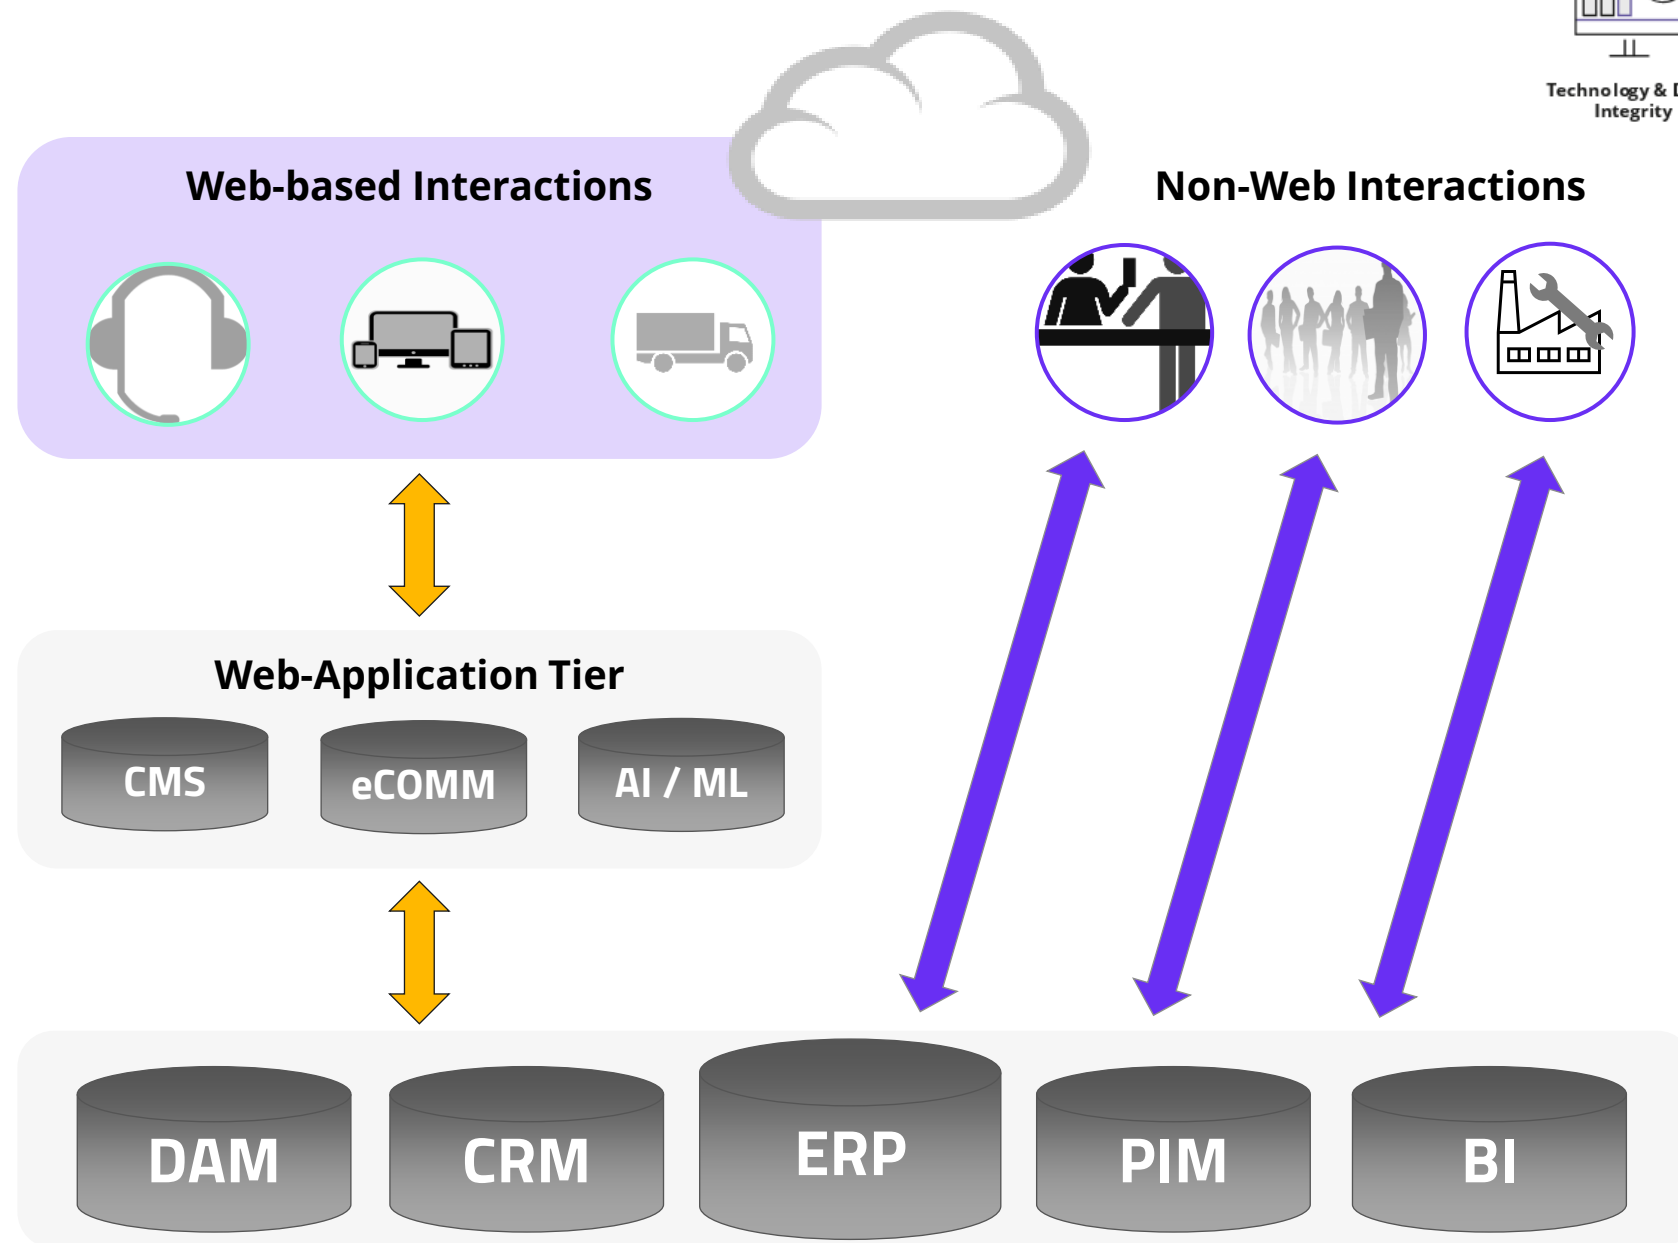 Technology &
Integrity
Web-based Interactions
Non-Web Interactions
Web-Application Tier
CMS
eCOMM
AI / ML
DAM
CRM
ERP
PIM
BI